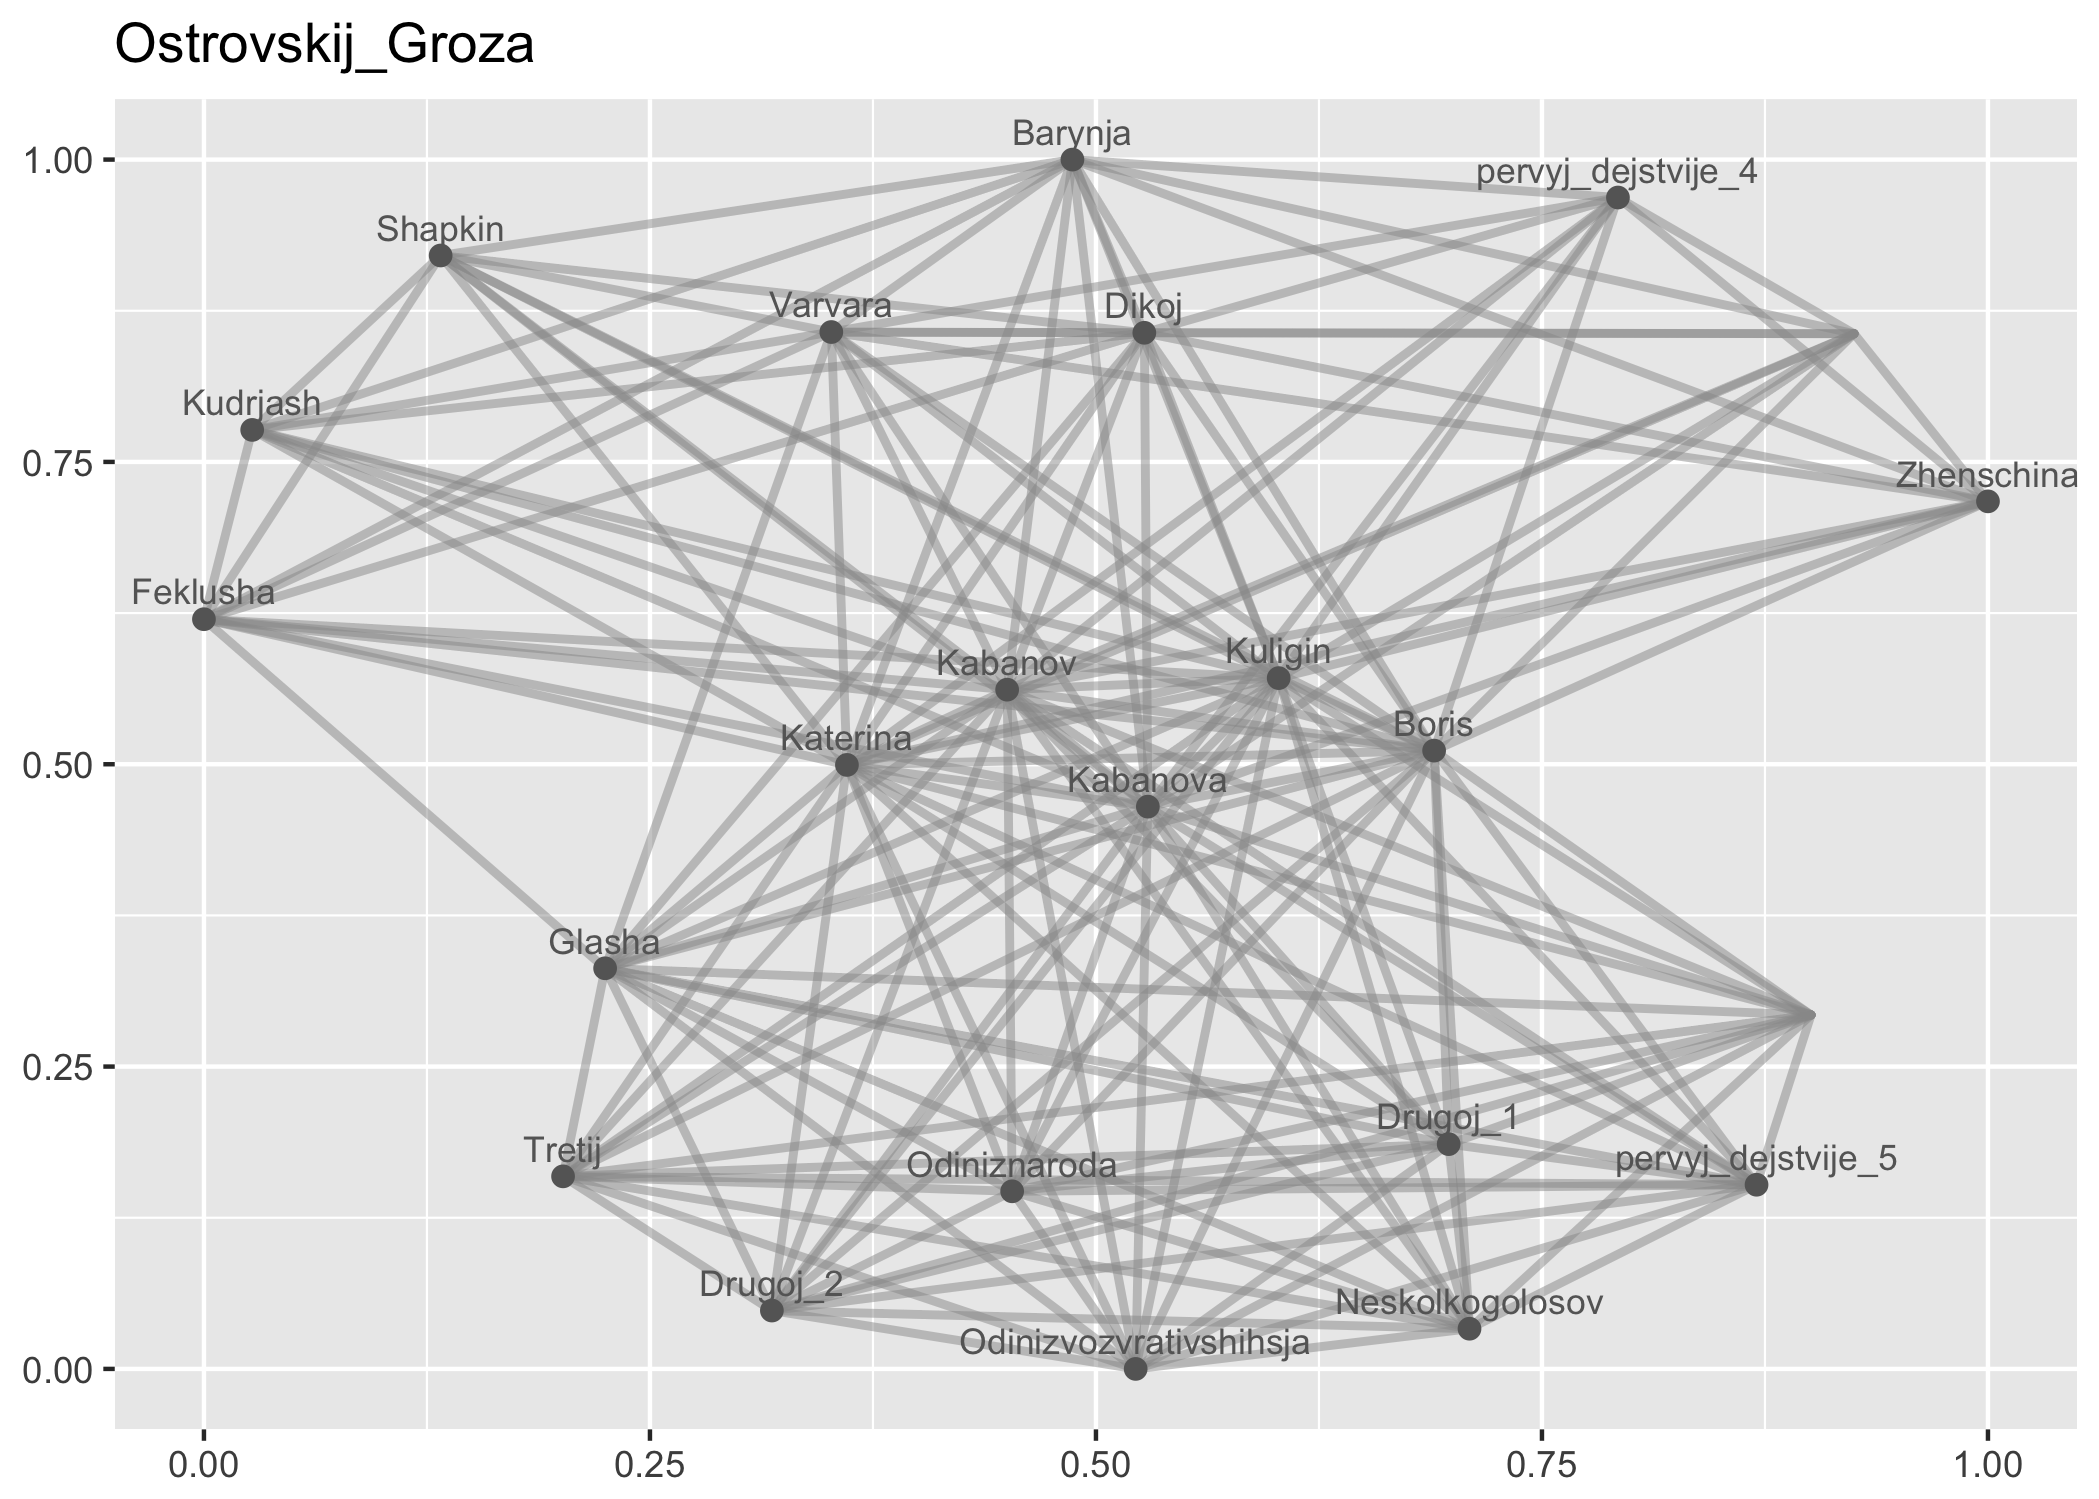 Ostrovskij_Groza
Barynja
pervyj_dejstvije_4
Shapkin
Varvara
Dikoj
Kudrjash
Zhenschina
Feklusha
Kabanov
Kuligin
Katerina
Boris
Kabanova
Glasha
Drugoj_1
Tretij
Odiniznaroda
pervyj_dejstvije_5
Drugoj_2
Neskolkogolosov
Odinizvozvrativshihsja
1.00
0.75
0.50
0.25
0.00
0.00
0.25
0.50
0.75
1.00